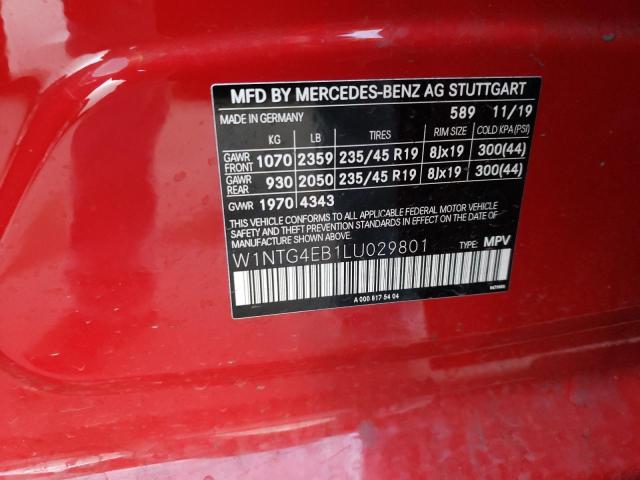 MFD BY MERCEDES-BENZ AG STUTTGART
MADE IN GERMANY 589 11/19
KG LB TIRES RIM SIZE COLD KPA (PSI)
GAWR FRONT 1070 2359 235/45 R19 8Jx19 300(44)
GAWR REAR 930 2050 235/45 R19 8Jx19 300(44)
GVWR 1970 4343
THIS VEHICLE CONFORMS TO ALL APPLICABLE FEDERAL MOTOR VEHICLE
SAFETY AND THEFT PREVENTION STANDARDS IN EFFECT ON THE DATE
OF MANUFACTURE SHOWN ABOVE.
W1NTG4EB1LU029801 TYPE: MPV
A 000 817 54 04